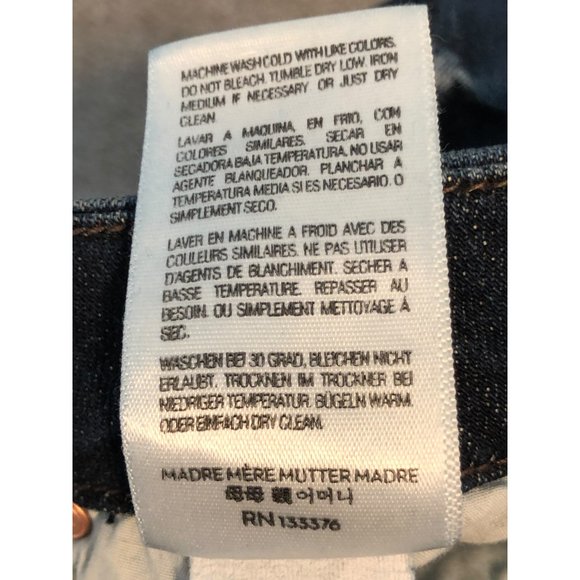 MACHINE WASH COLD WITH LIKE COLORS.
DO NOT BLEACH. TUMBLE DRY LOW. IRON
MEDIUM IF NECESSARY OR JUST DRY
CLEAN.
LAVAR A MAQUINA, EN FRIO, CON
COLORES SIMILARES. SECAR EN
SECADORA BAJA TEMPERATURA. NO USAR
AGENTE BLANQUEADOR. PLANCHAR A
TEMPERATURA MEDIA SI ES NECESARIO. O
SIMPLEMENT SECO.
LAVER EN MACHINE A FROID AVEC DES
COULEURS SIMILAIRES. NE PAS UTILISER
D'AGENTS DE BLANCHIMENT. SECHER A
BASSE TEMPERATURE. REPASSER AU
BESOIN. OU SIMPLEMENT METTOYAGE Á
SEC.
WASCHEN BEI 30 GRAD, BLEICHEN NICHT
ERLAUBT. TROCKNEN IM TROCKNER BEI
NIEDRIGER TEMPERATUR. BÜGELN WARM.
ODER EINFACH DRY CLEAN.
MADRE MÈRE MUTTER MADRE
母母 어머니
RN 133376